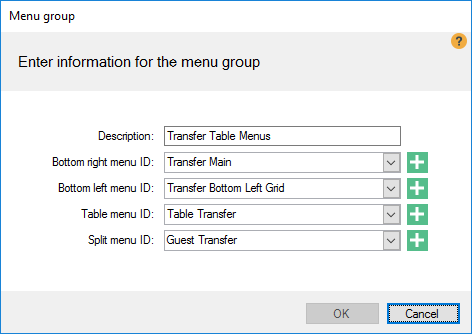 Menu group
?
Enter information for the menu group
Description: Transfer Table Menus
Bottom right menu ID: Transfer Main
Bottom left menu ID: Transfer Bottom Left Grid
Table menu ID: Table Transfer
Split menu ID: Guest Transfer
OK Cancel